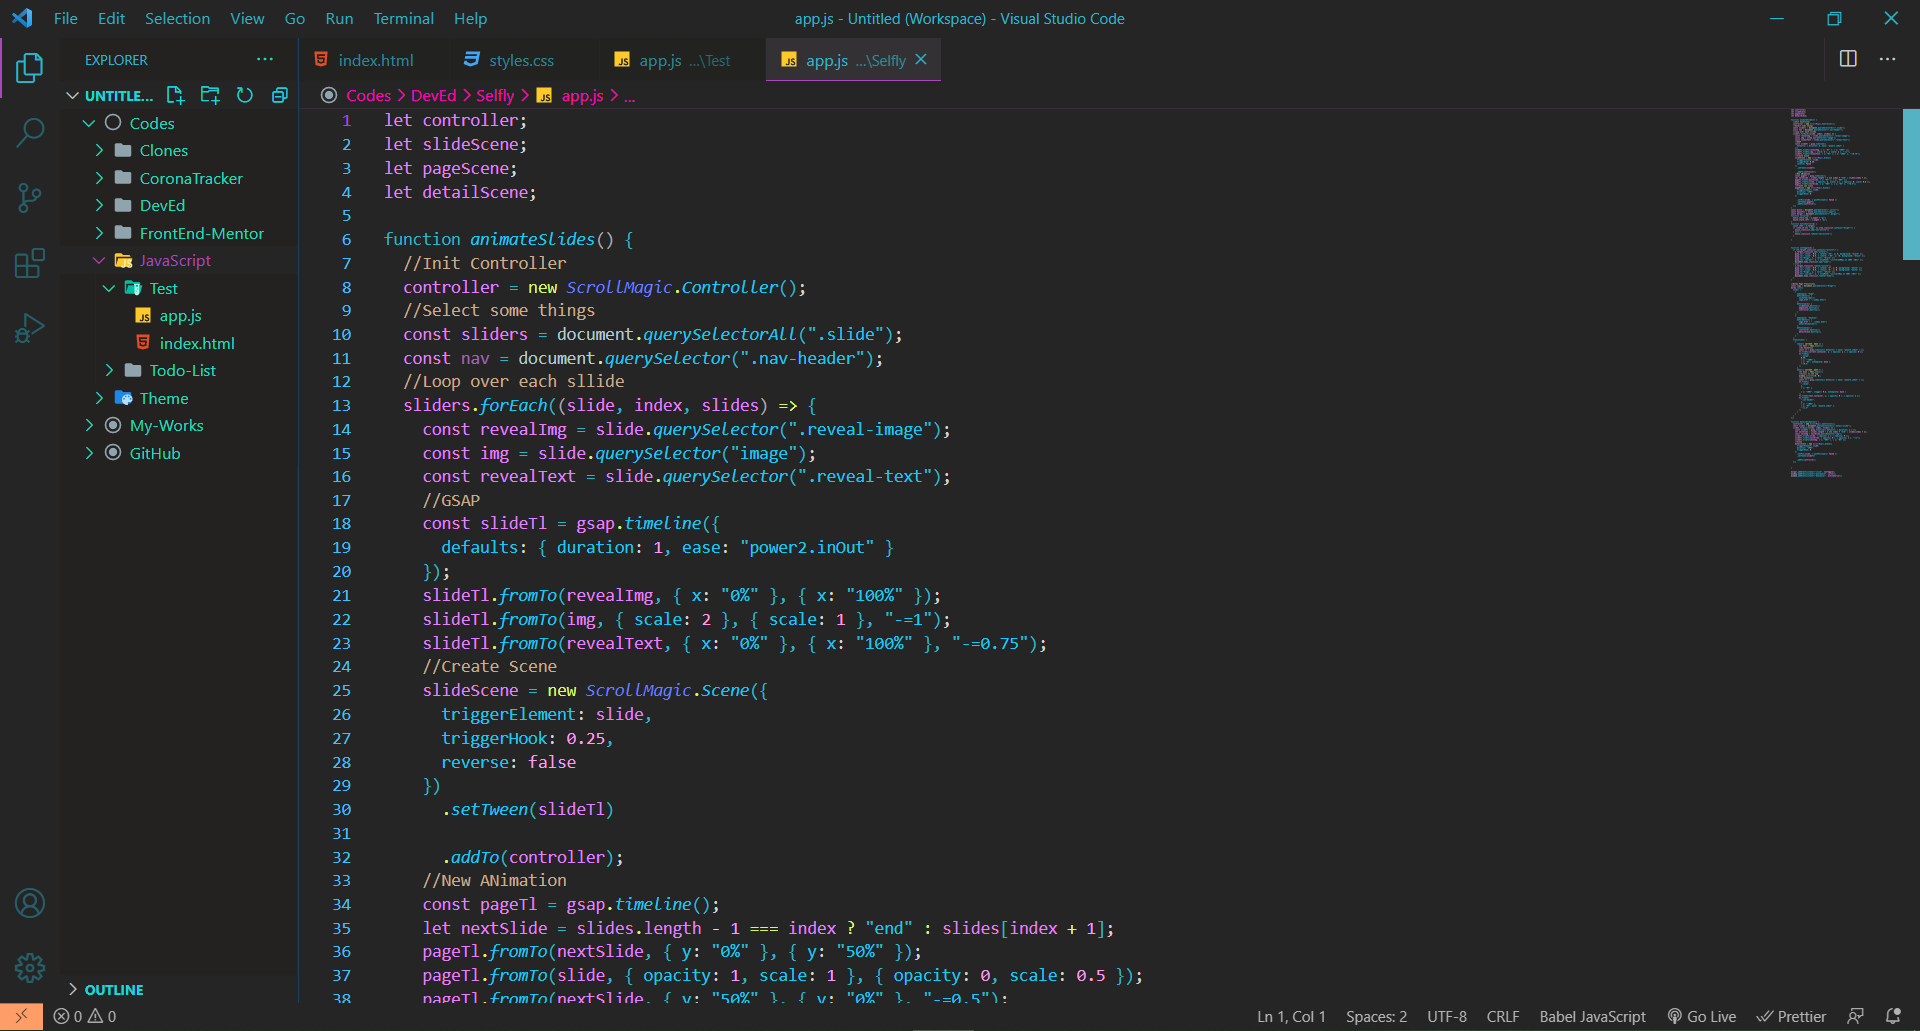 File Edit Selection View Go Run Terminal Help
app.js - Untitled (Workspace) - Visual Studio Code
EXPLORER
index.html
styles.css
app.js ...\Test
app.js ...\Selfly
UNTITLE...
Codes > DevEd > Selfly > app.js > ...
Codes
Clones
CoronaTracker
DevEd
FrontEnd-Mentor
JavaScript
Test
app.js
index.html
Todo-List
Theme
My-Works
GitHub
OUTLINE
1 let controller;
2 let slideScene;
3 let pageScene;
4 let detailScene;
5
6 function animateSlides() {
7   //Init Controller
8   controller = new ScrollMagic.Controller();
9   //Select some things
10   const sliders = document.querySelectorAll(".slide");
11   const nav = document.querySelector(".nav-header");
12   //Loop over each sllide
13   sliders.forEach((slide, index, slides) => {
14     const revealImg = slide.querySelector(".reveal-image");
15     const img = slide.querySelector("image");
16     const revealText = slide.querySelector(".reveal-text");
17     //GSAP
18     const slideTl = gsap.timeline({
19       defaults: { duration: 1, ease: "power2.inOut" }
20     });
21     slideTl.fromTo(revealImg, { x: "0%" }, { x: "100%" });
22     slideTl.fromTo(img, { scale: 2 }, { scale: 1 }, "-=1");
23     slideTl.fromTo(revealText, { x: "0%" }, { x: "100%" }, "-=0.75");
24     //Create Scene
25     slideScene = new ScrollMagic.Scene({
26       triggerElement: slide,
27       triggerHook: 0.25,
28       reverse: false
29     })
30       .setTween(slideTl)
31
32       .addTo(controller);
33     //New ANimation
34     const pageTl = gsap.timeline();
35     let nextSlide = slides.length - 1 === index ? "end" : slides[index + 1];
36     pageTl.fromTo(nextSlide, { y: "0%" }, { y: "50%" });
37     pageTl.fromTo(slide, { opacity: 1, scale: 1 }, { opacity: 0, scale: 0.5 });
38     pageTl.fromTo(nextSlide, { y: "50%" }, { y: "0%" }, "-=0.5");
0 0
Ln 1, Col 1 Spaces: 2 UTF-8 CRLF Babel JavaScript Go Live Prettier